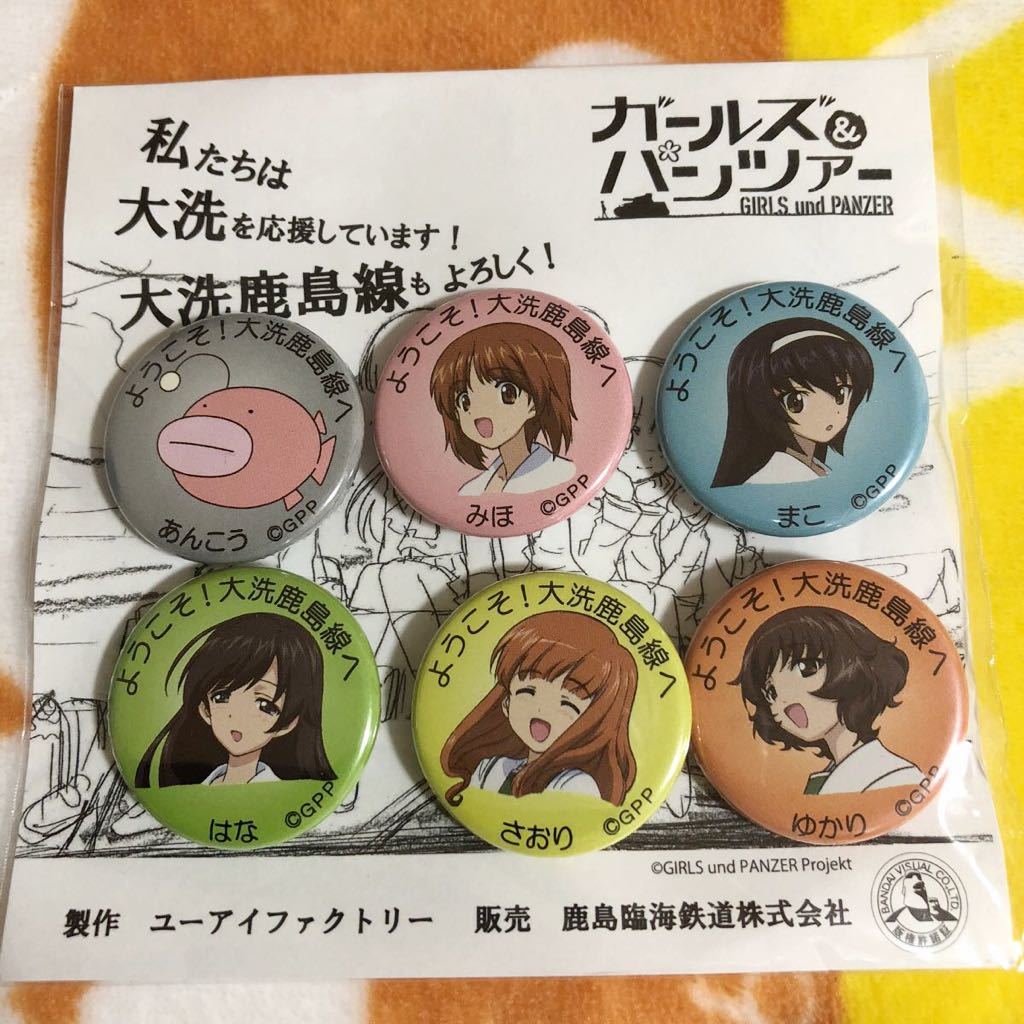 私たちは
大洗を応援しています！
大洗鹿島線もよろしく！
ガールズ&パンツァー
GIRLS und PANZER
ようこそ！大洗鹿島線へ
あんこう
©GPP
ようこそ！大洗鹿島線へ
みほ
©GPP
ようこそ！大洗鹿島線へ
まこ
©GPP
ようこそ！大洗鹿島線へ
はな
©GPP
ようこそ！大洗鹿島線へ
さおり
©GPP
ようこそ！大洗鹿島線へ
ゆかり
©GPP
©GIRLS und PANZER Projekt
製作 ユーアイファクトリー 販売 鹿島臨海鉄道株式会社
BANDAI VISUAL CO.,LTD.
版権許諾証